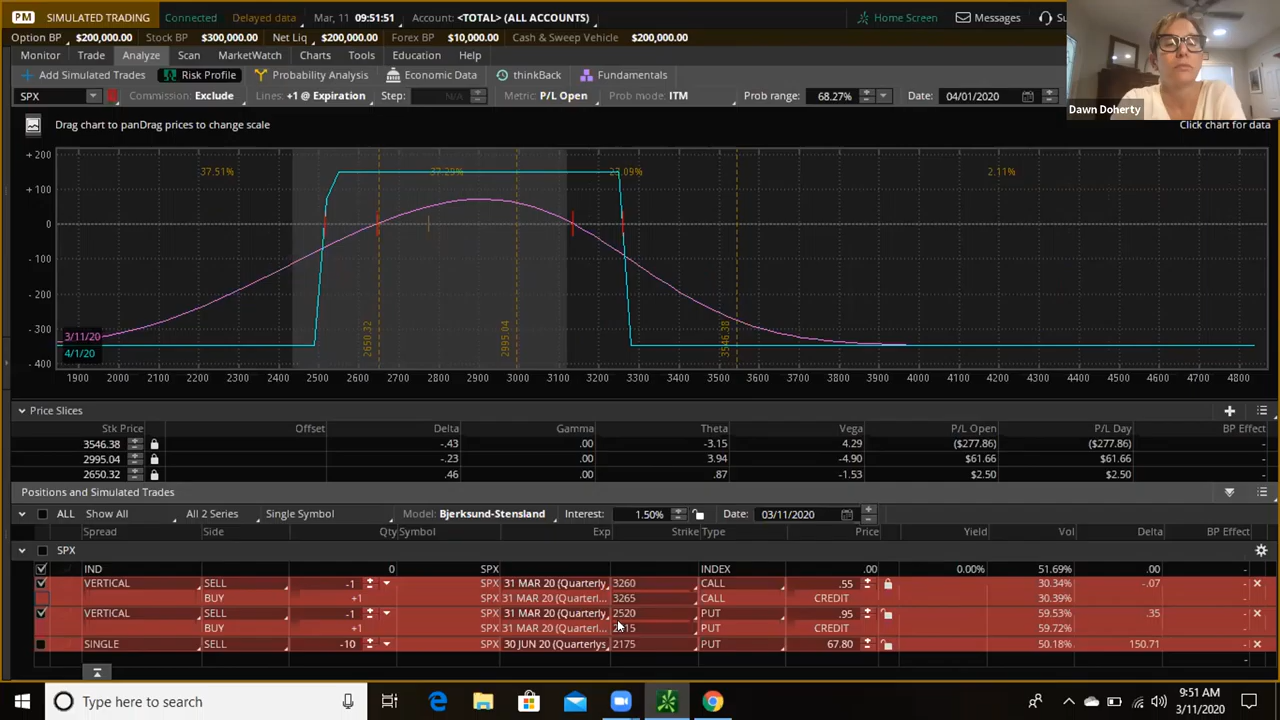 PM SIMULATED TRADING Connected Delayed data Mar, 11 09:51:51 Account: <TOTAL> (ALL ACCOUNTS) Home Screen Messages Su
Option BP $200,000.00 Stock BP $300,000.00 Net Liq $200,000.00 Forex BP $10,000.00 Cash & Sweep Vehicle $200,000.00
Monitor Trade Analyze Scan MarketWatch Charts Tools Education Help
Add Simulated Trades Risk Profile Probability Analysis Economic Data thinkBack Fundamentals
SPX Commission: Exclude Lines: +1 @ Expiration Step: N/A Metric: P/L Open Prob mode: ITM Prob range: 68.27% Date: 04/01/2020
Dawn Doherty
Drag chart to panDrag prices to change scale Click chart for data
+200
37.51% 37.29% 23.09% 2.11%
+100
0
-100
-200
-300
-400
2650.32 2995.04 3546.38
3/11/20
4/1/20
1900 2000 2100 2200 2300 2400 2500 2600 2700 2800 2900 3000 3100 3200 3300 3400 3500 3600 3700 3800 3900 4000 4100 4200 4300 4400 4500 4600 4700 4800
Price Slices
Stk Price Offset Delta Gamma Theta Vega P/L Open P/L Day BP Effect
3546.38 -.43 .00 -3.15 4.29 ($277.86) ($277.86) -
2995.04 -.23 .00 3.94 -4.90 $61.66 $61.66 -
2650.32 .46 .00 .87 -1.53 $2.50 $2.50 -
Positions and Simulated Trades
ALL Show All All 2 Series Single Symbol Model: Bjerksund-Stensland Interest: 1.50% Date: 03/11/2020
Spread Side Qty Symbol Exp Strike Type Price Yield Vol Delta BP Effect
SPX
IND 0 SPX INDEX .00 0.00% 51.69% .00 -
VERTICAL SELL -1 SPX 31 MAR 20 (Quarterly 3260 CALL .55 30.34% -.07 -
BUY +1 SPX 31 MAR 20 (Quarterl... 3265 CALL CREDIT 30.39%
VERTICAL SELL -1 SPX 31 MAR 20 (Quarterly 2520 PUT .95 59.53% .35 -
BUY +1 SPX 31 MAR 20 (Quarterl... PUT CREDIT 59.72%
SINGLE SELL -10 SPX 30 JUN 20 (Quarterlys 2175 PUT 67.80 50.18% 150.71 -
Type here to search
9:51 AM
3/11/2020